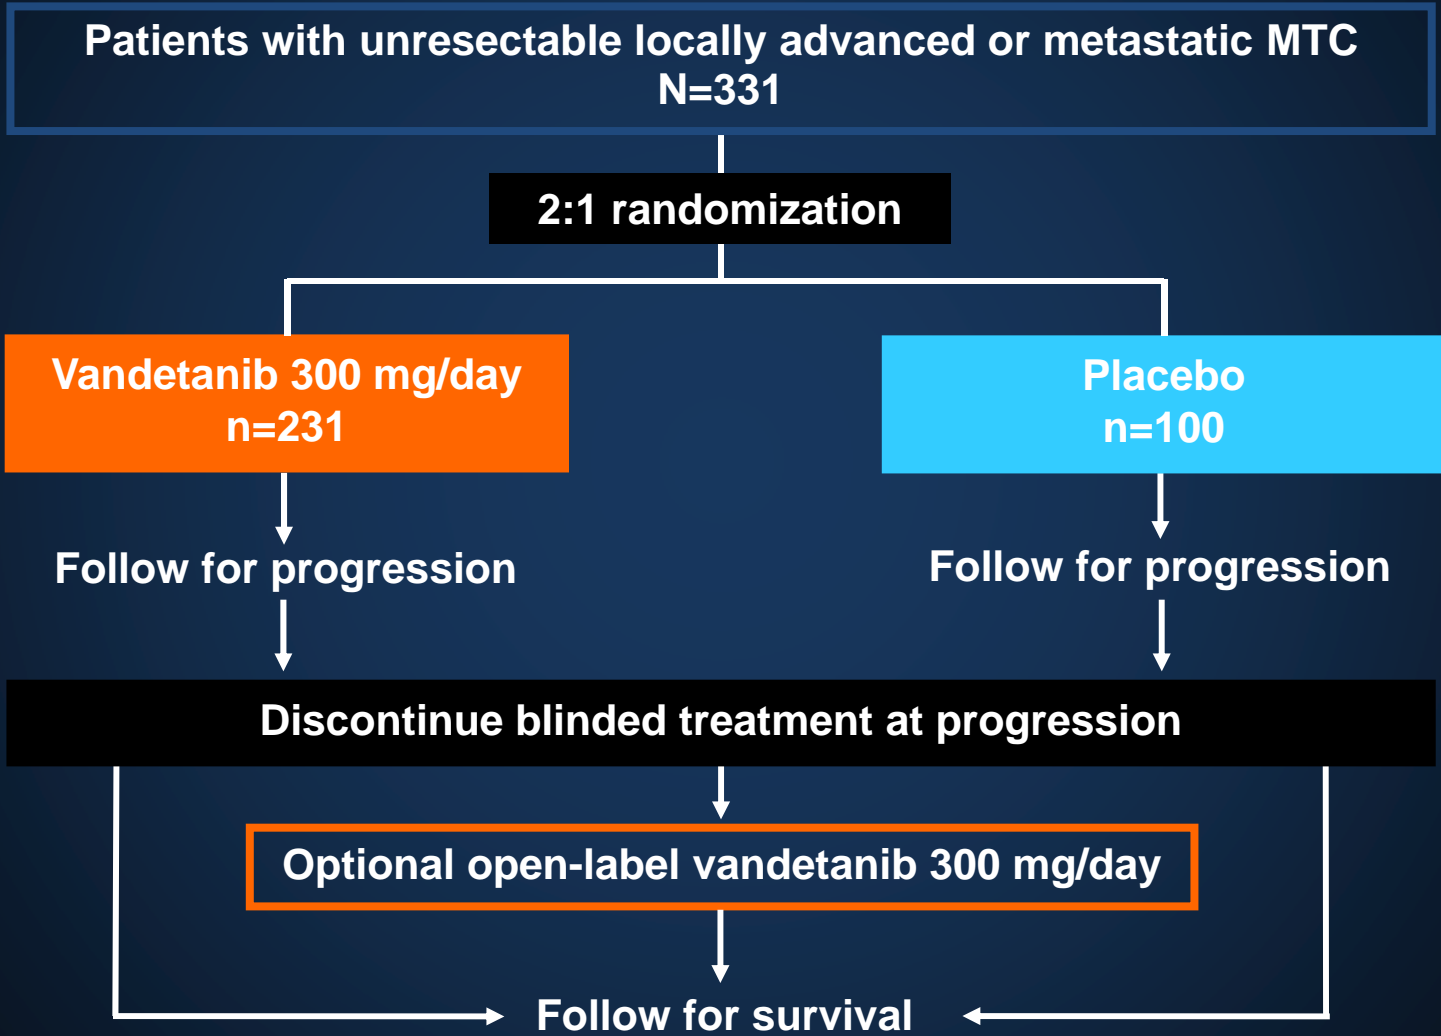 Patients with unresectable locally advanced or metastatic MTC
N=331
2:1 randomization
Vandetanib 300 mg/day
n=231
Placebo
n=100
Follow for progression
Follow for progression
Discontinue blinded treatment at progression
Optional open-label vandetanib 300 mg/day
Follow for survival